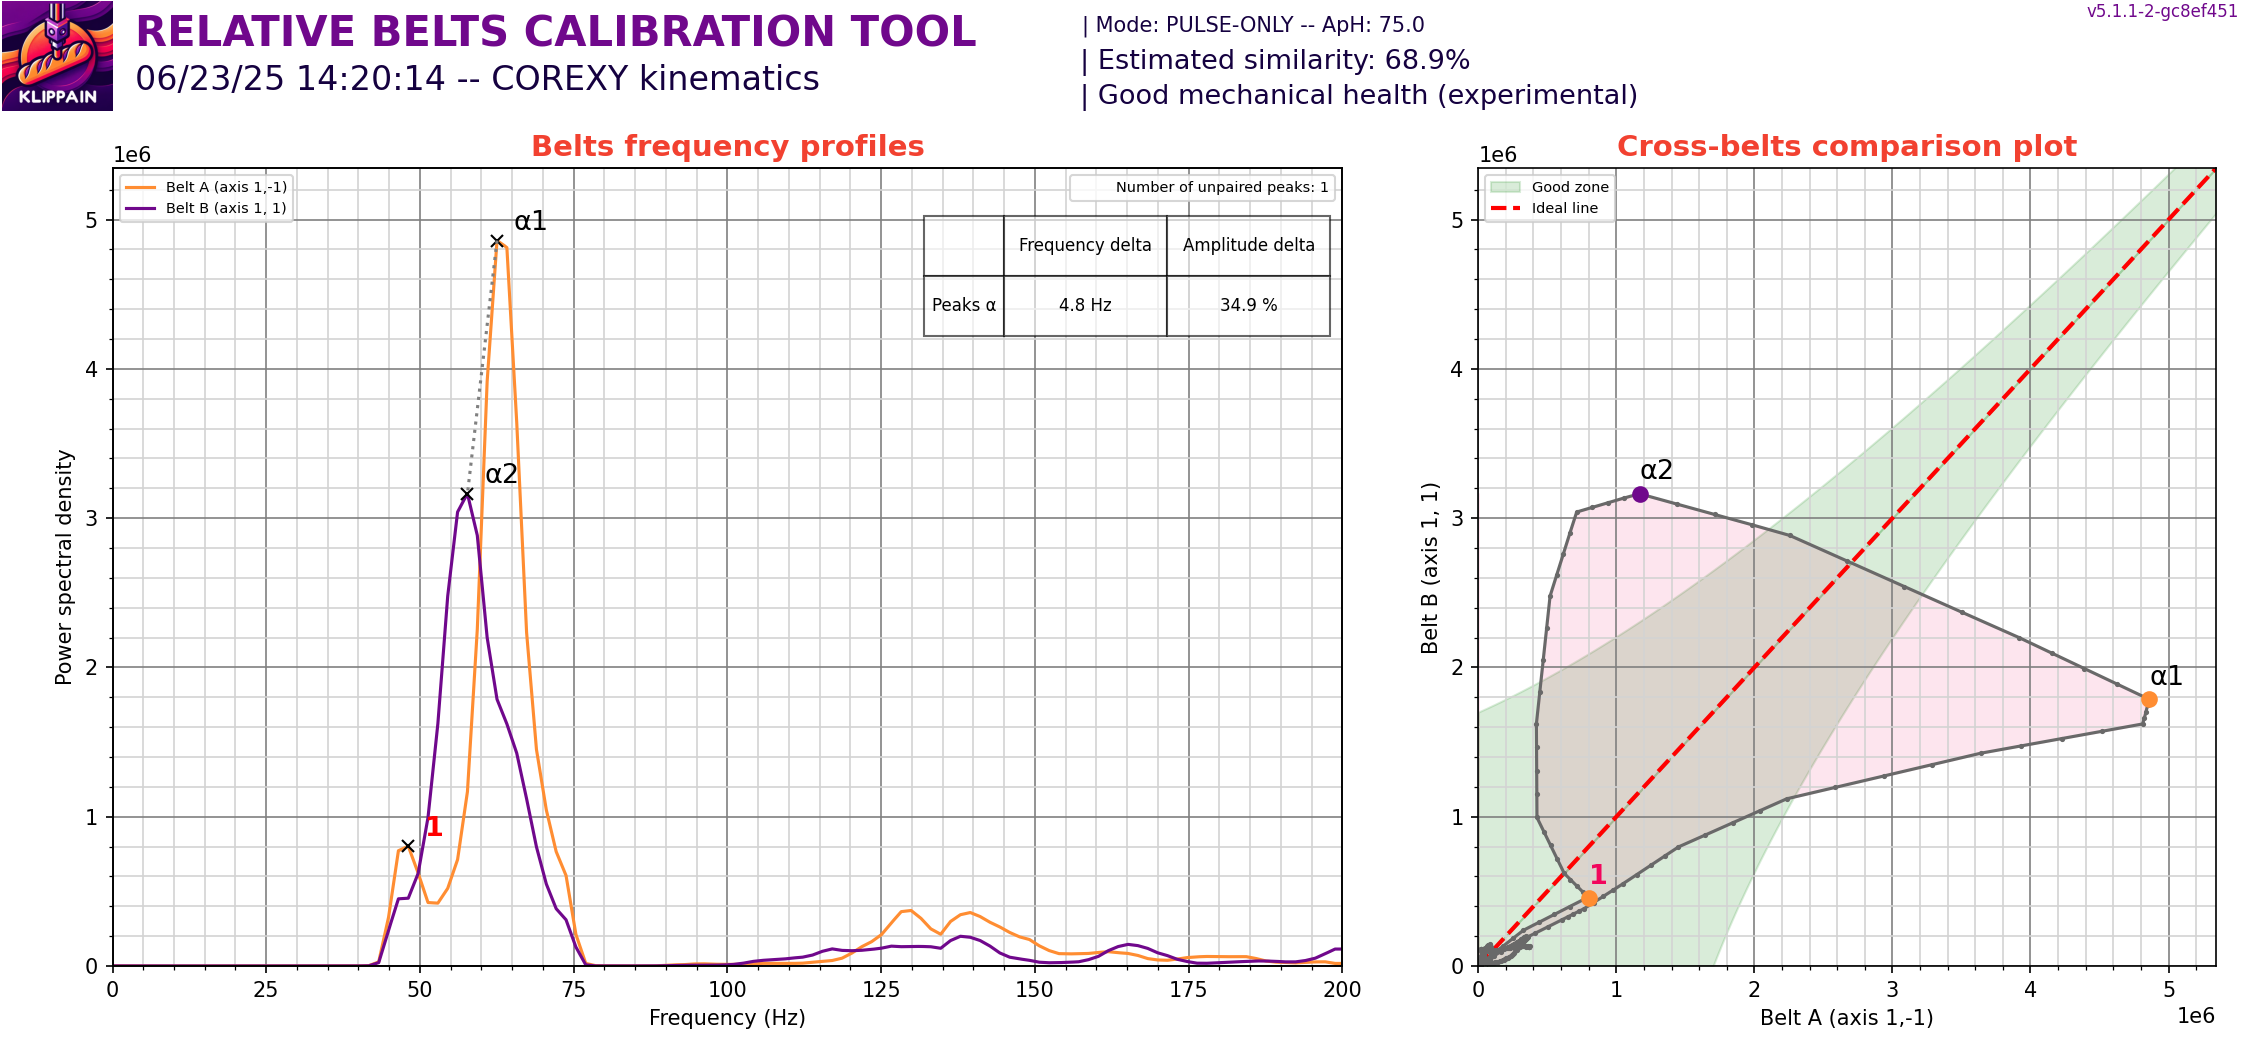 KLIPPAIN
RELATIVE BELTS CALIBRATION TOOL
06/23/25 14:20:14 -- COREXY kinematics
| Mode: PULSE-ONLY -- ApH: 75.0
| Estimated similarity: 68.9%
| Good mechanical health (experimental)
v5.1.1-2-gc8ef451
Belts frequency profiles
1e6
Belt A (axis 1,-1)
Belt B (axis 1, 1)
Number of unpaired peaks: 1
Frequency delta Amplitude delta
Peaks α 4.8 Hz 34.9 %
α1
α2
1
5
4
3
2
1
0
Power spectral density
0 25 50 75 100 125 150 175 200
Frequency (Hz)
Cross-belts comparison plot
1e6
Good zone
Ideal line
α2
α1
1
5
4
3
2
1
0
Belt B (axis 1, 1)
0 1 2 3 4 5
Belt A (axis 1,-1)
1e6